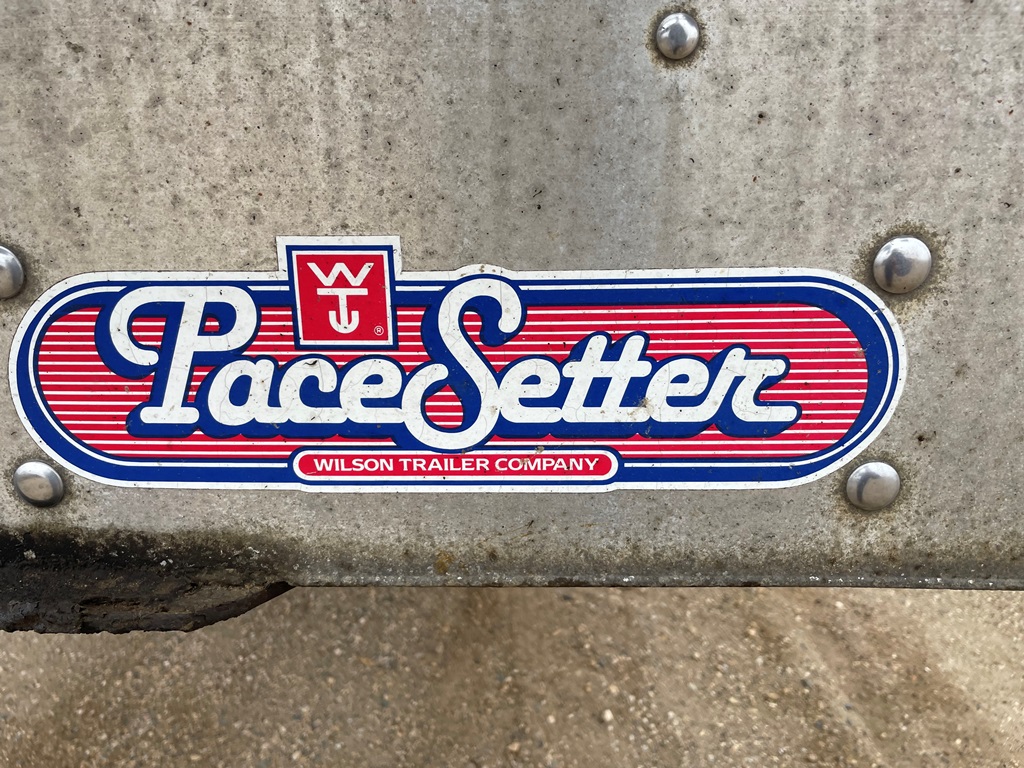 WT
®
PaceSetter
WILSON TRAILER COMPANY